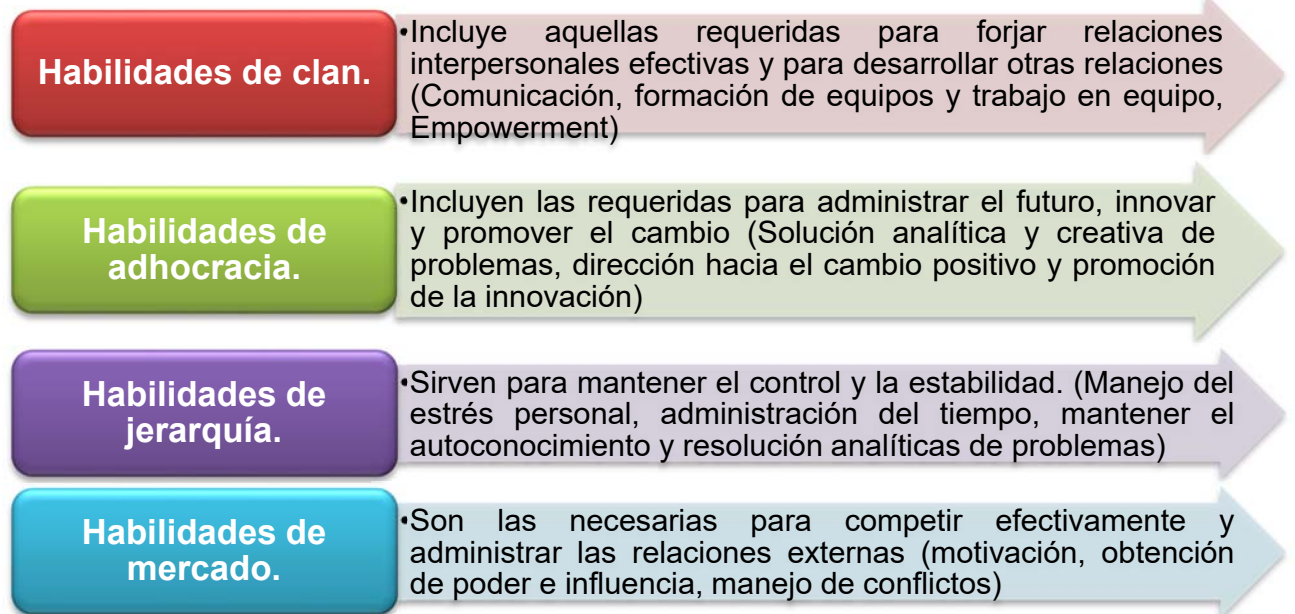 Habilidades de clan.
•Incluye aquellas requeridas para forjar relaciones
interpersonales efectivas y para desarrollar otras relaciones
(Comunicación, formación de equipos y trabajo en equipo,
Empowerment)
Habilidades de
adhocracia.
•Incluyen las requeridas para administrar el futuro, innovar
y promover el cambio (Solución analítica y creativa de
problemas, dirección hacia el cambio positivo y promoción
de la innovación)
Habilidades de
jerarquía.
•Sirven para mantener el control y la estabilidad. (Manejo del
estrés personal, administración del tiempo, mantener el
autoconocimiento y resolución analíticas de problemas)
Habilidades de
mercado.
•Son las necesarias para competir efectivamente y
administrar las relaciones externas (motivación, obtención
de poder e influencia, manejo de conflictos)